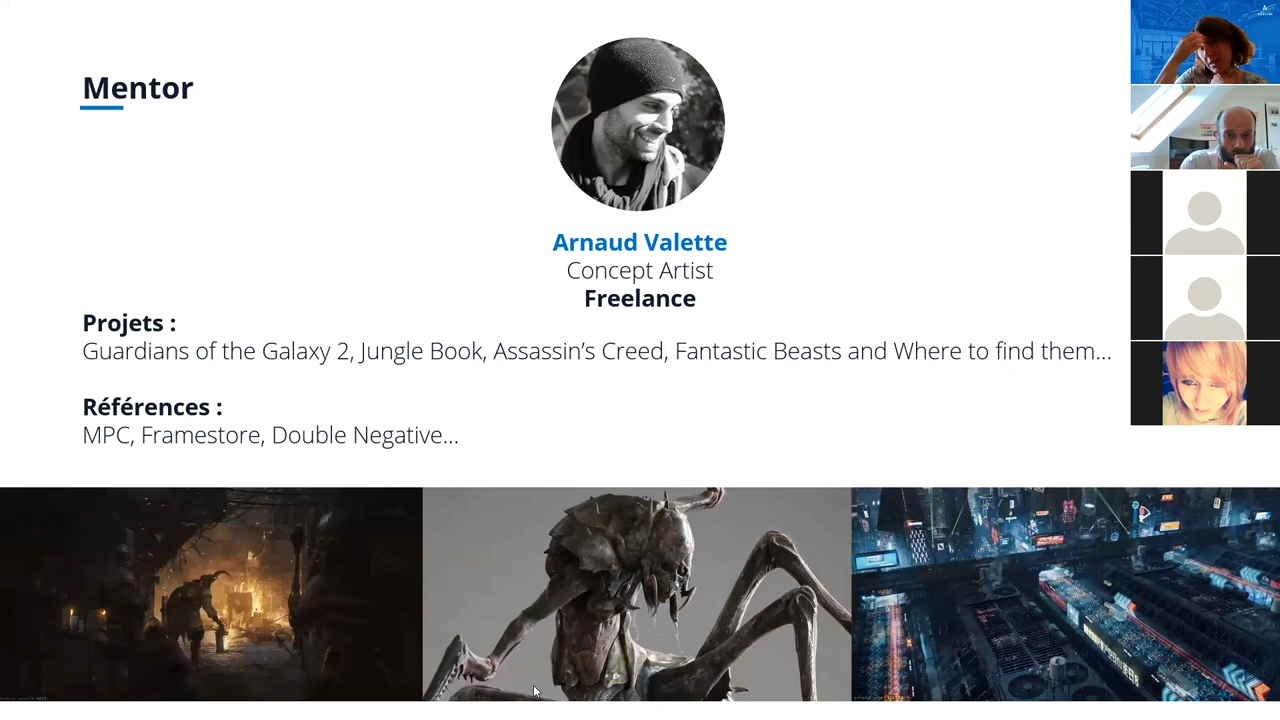 Mentor
Arnaud Valette
Concept Artist
Freelance
Projets :
Guardians of the Galaxy 2, Jungle Book, Assassin’s Creed, Fantastic Beasts and Where to find them...
Références :
MPC, Framestore, Double Negative...